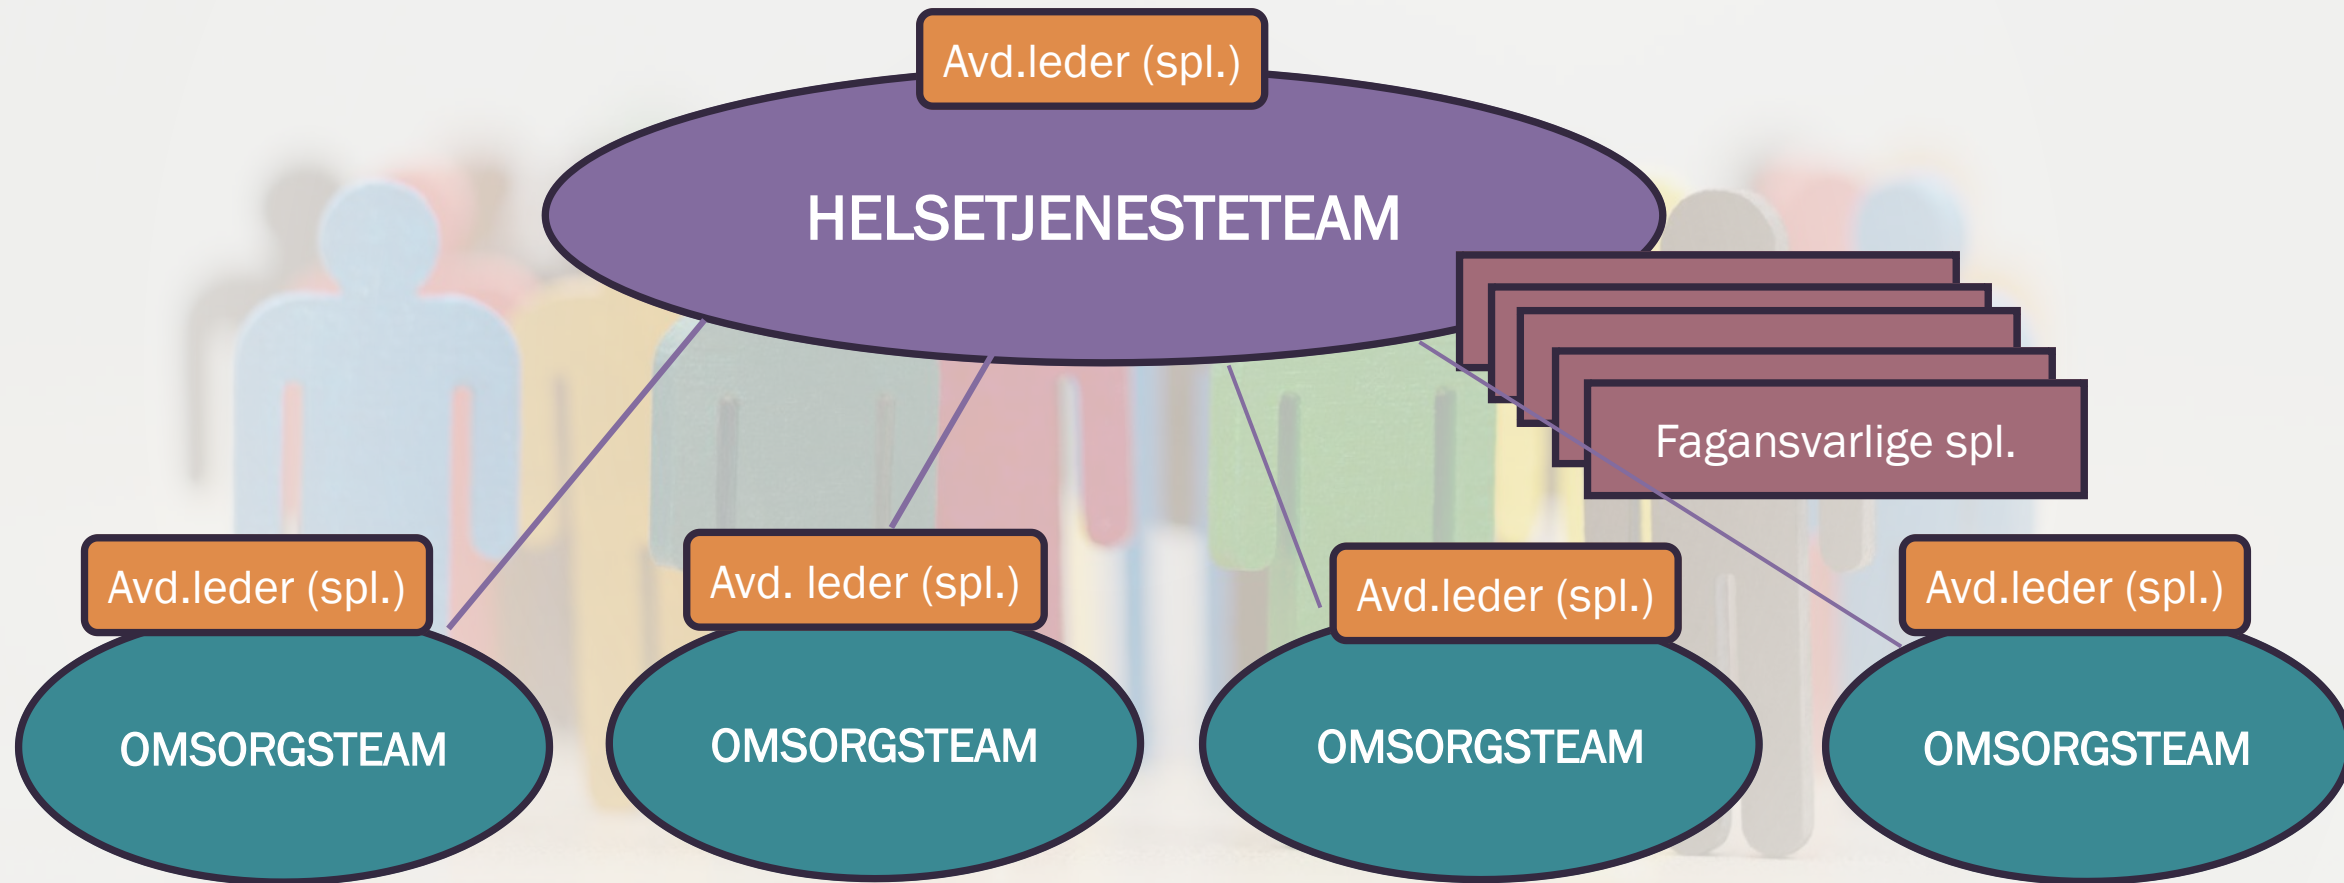 Avd.leder (spl.)
HELSETJENESTETEAM
Fagansvarlige spl.
Avd.leder (spl.)
Avd. leder (spl.)
Avd.leder (spl.)
Avd.leder (spl.)
OMSORGSTEAM
OMSORGSTEAM
OMSORGSTEAM
OMSORGSTEAM